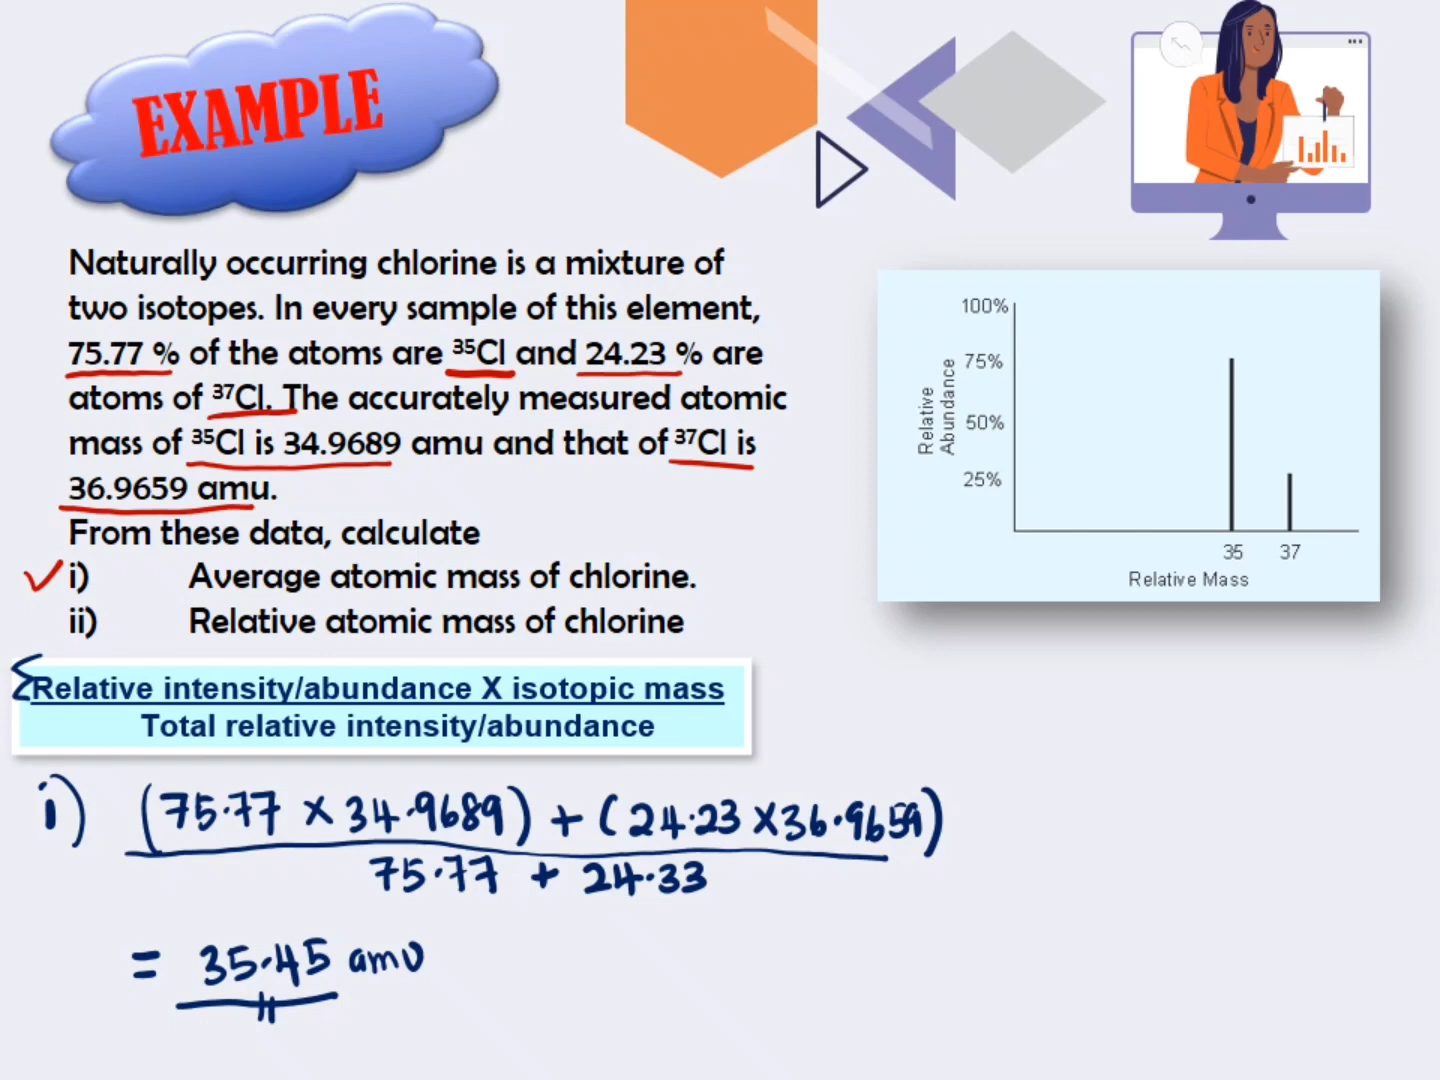 EXAMPLE
Naturally occurring chlorine is a mixture of
two isotopes. In every sample of this element,
75.77 % of the atoms are ³⁵Cl and 24.23 % are
atoms of ³⁷Cl. The accurately measured atomic
mass of ³⁵Cl is 34.9689 amu and that of ³⁷Cl is
36.9659 amu.
From these data, calculate
i) Average atomic mass of chlorine.
ii) Relative atomic mass of chlorine
100%
75%
50%
25%
Relative
Abundance
35 37
Relative Mass
Σ Relative intensity/abundance X isotopic mass
Total relative intensity/abundance
i) (75.77 x 34.9689) + (24.23 x 36.9659)
75.77 + 24.33
= 35.45 amu